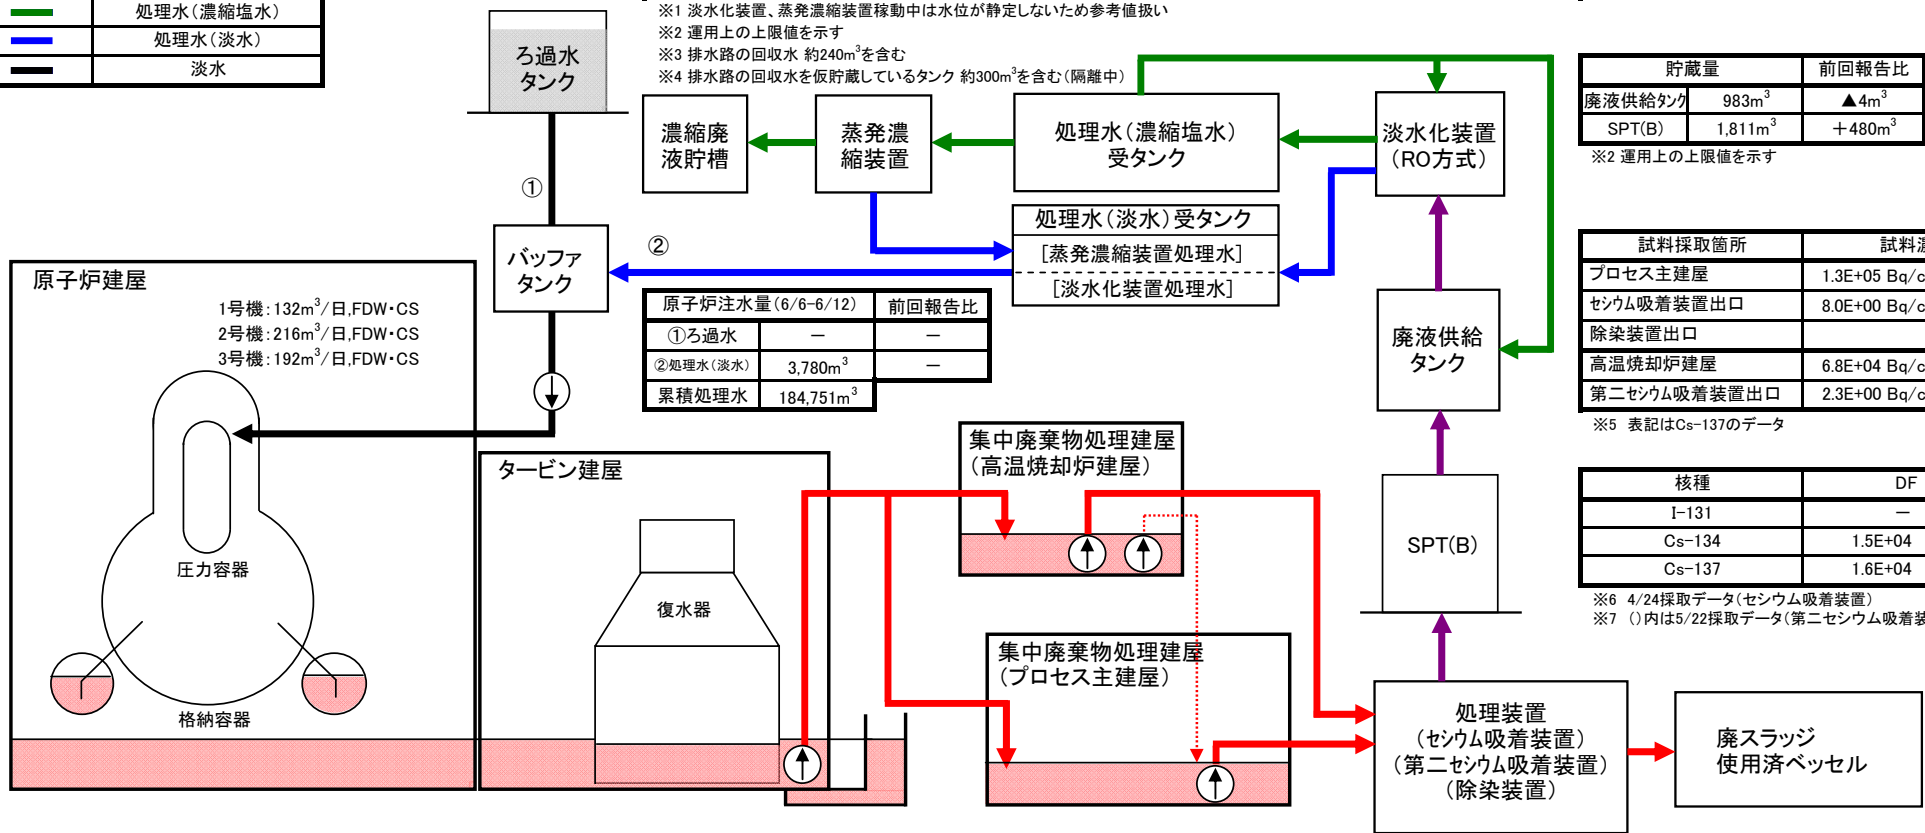 処理水(濃縮塩水)
処理水(淡水)
淡水
※1 淡水化装置、蒸発濃縮装置稼動中は水位が静定しないため参考値扱い
※2 運用上の上限値を示す
※3 排水路の回収水 約240m³を含む
※4 排水路の回収水を仮貯蔵しているタンク 約300m³を含む(隔離中)
ろ過水
タンク
濃縮廃
液貯槽
蒸発濃
縮装置
処理水(濃縮塩水)
受タンク
淡水化装置
(RO方式)
貯蔵量 前回報告比
廃液供給タンク 983m³ ▲4m³
SPT(B) 1,811m³ +480m³
※2 運用上の上限値を示す
①
②
バッファ
タンク
処理水(淡水)受タンク
[蒸発濃縮装置処理水]
[淡水化装置処理水]
原子炉建屋
1号機:132m³/日,FDW・CS
2号機:216m³/日,FDW・CS
3号機:192m³/日,FDW・CS
原子炉注水量(6/6-6/12) 前回報告比
①ろ過水 − −
②処理水(淡水) 3,780m³ −
累積処理水 184,751m³
廃液供給
タンク
試料採取箇所 試料濃
プロセス主建屋 1.3E+05 Bq/c
セシウム吸着装置出口 8.0E+00 Bq/c
除染装置出口
高温焼却炉建屋 6.8E+04 Bq/c
第二セシウム吸着装置出口 2.3E+00 Bq/c
※5 表記はCs-137のデータ
圧力容器
格納容器
タービン建屋
復水器
集中廃棄物処理建屋
(高温焼却炉建屋)
集中廃棄物処理建屋
(プロセス主建屋)
SPT(B)
核種 DF
I-131 −
Cs-134 1.5E+04
Cs-137 1.6E+04
※6 4/24採取データ(セシウム吸着装置)
※7 ()内は5/22採取データ(第二セシウム吸着装
処理装置
(セシウム吸着装置)
(第二セシウム吸着装置)
(除染装置)
廃スラッジ
使用済ベッセル